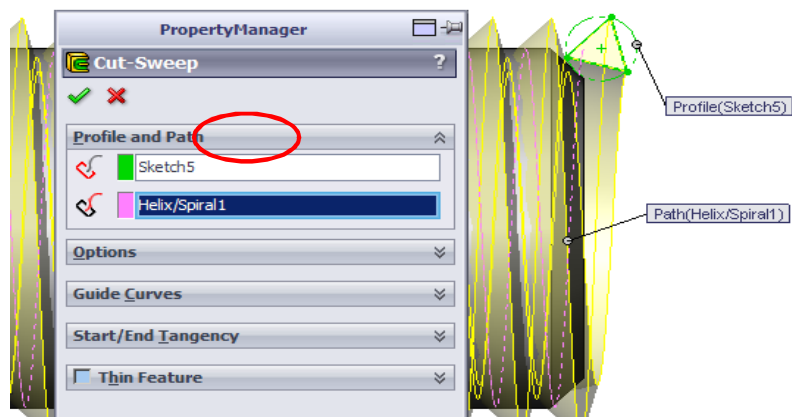 PropertyManager
Cut-Sweep ?
Profile and Path
Sketch5
Helix/Spiral1
Options
Guide Curves
Start/End Tangency
Thin Feature
Profile(Sketch5)
Path(Helix/Spiral1)